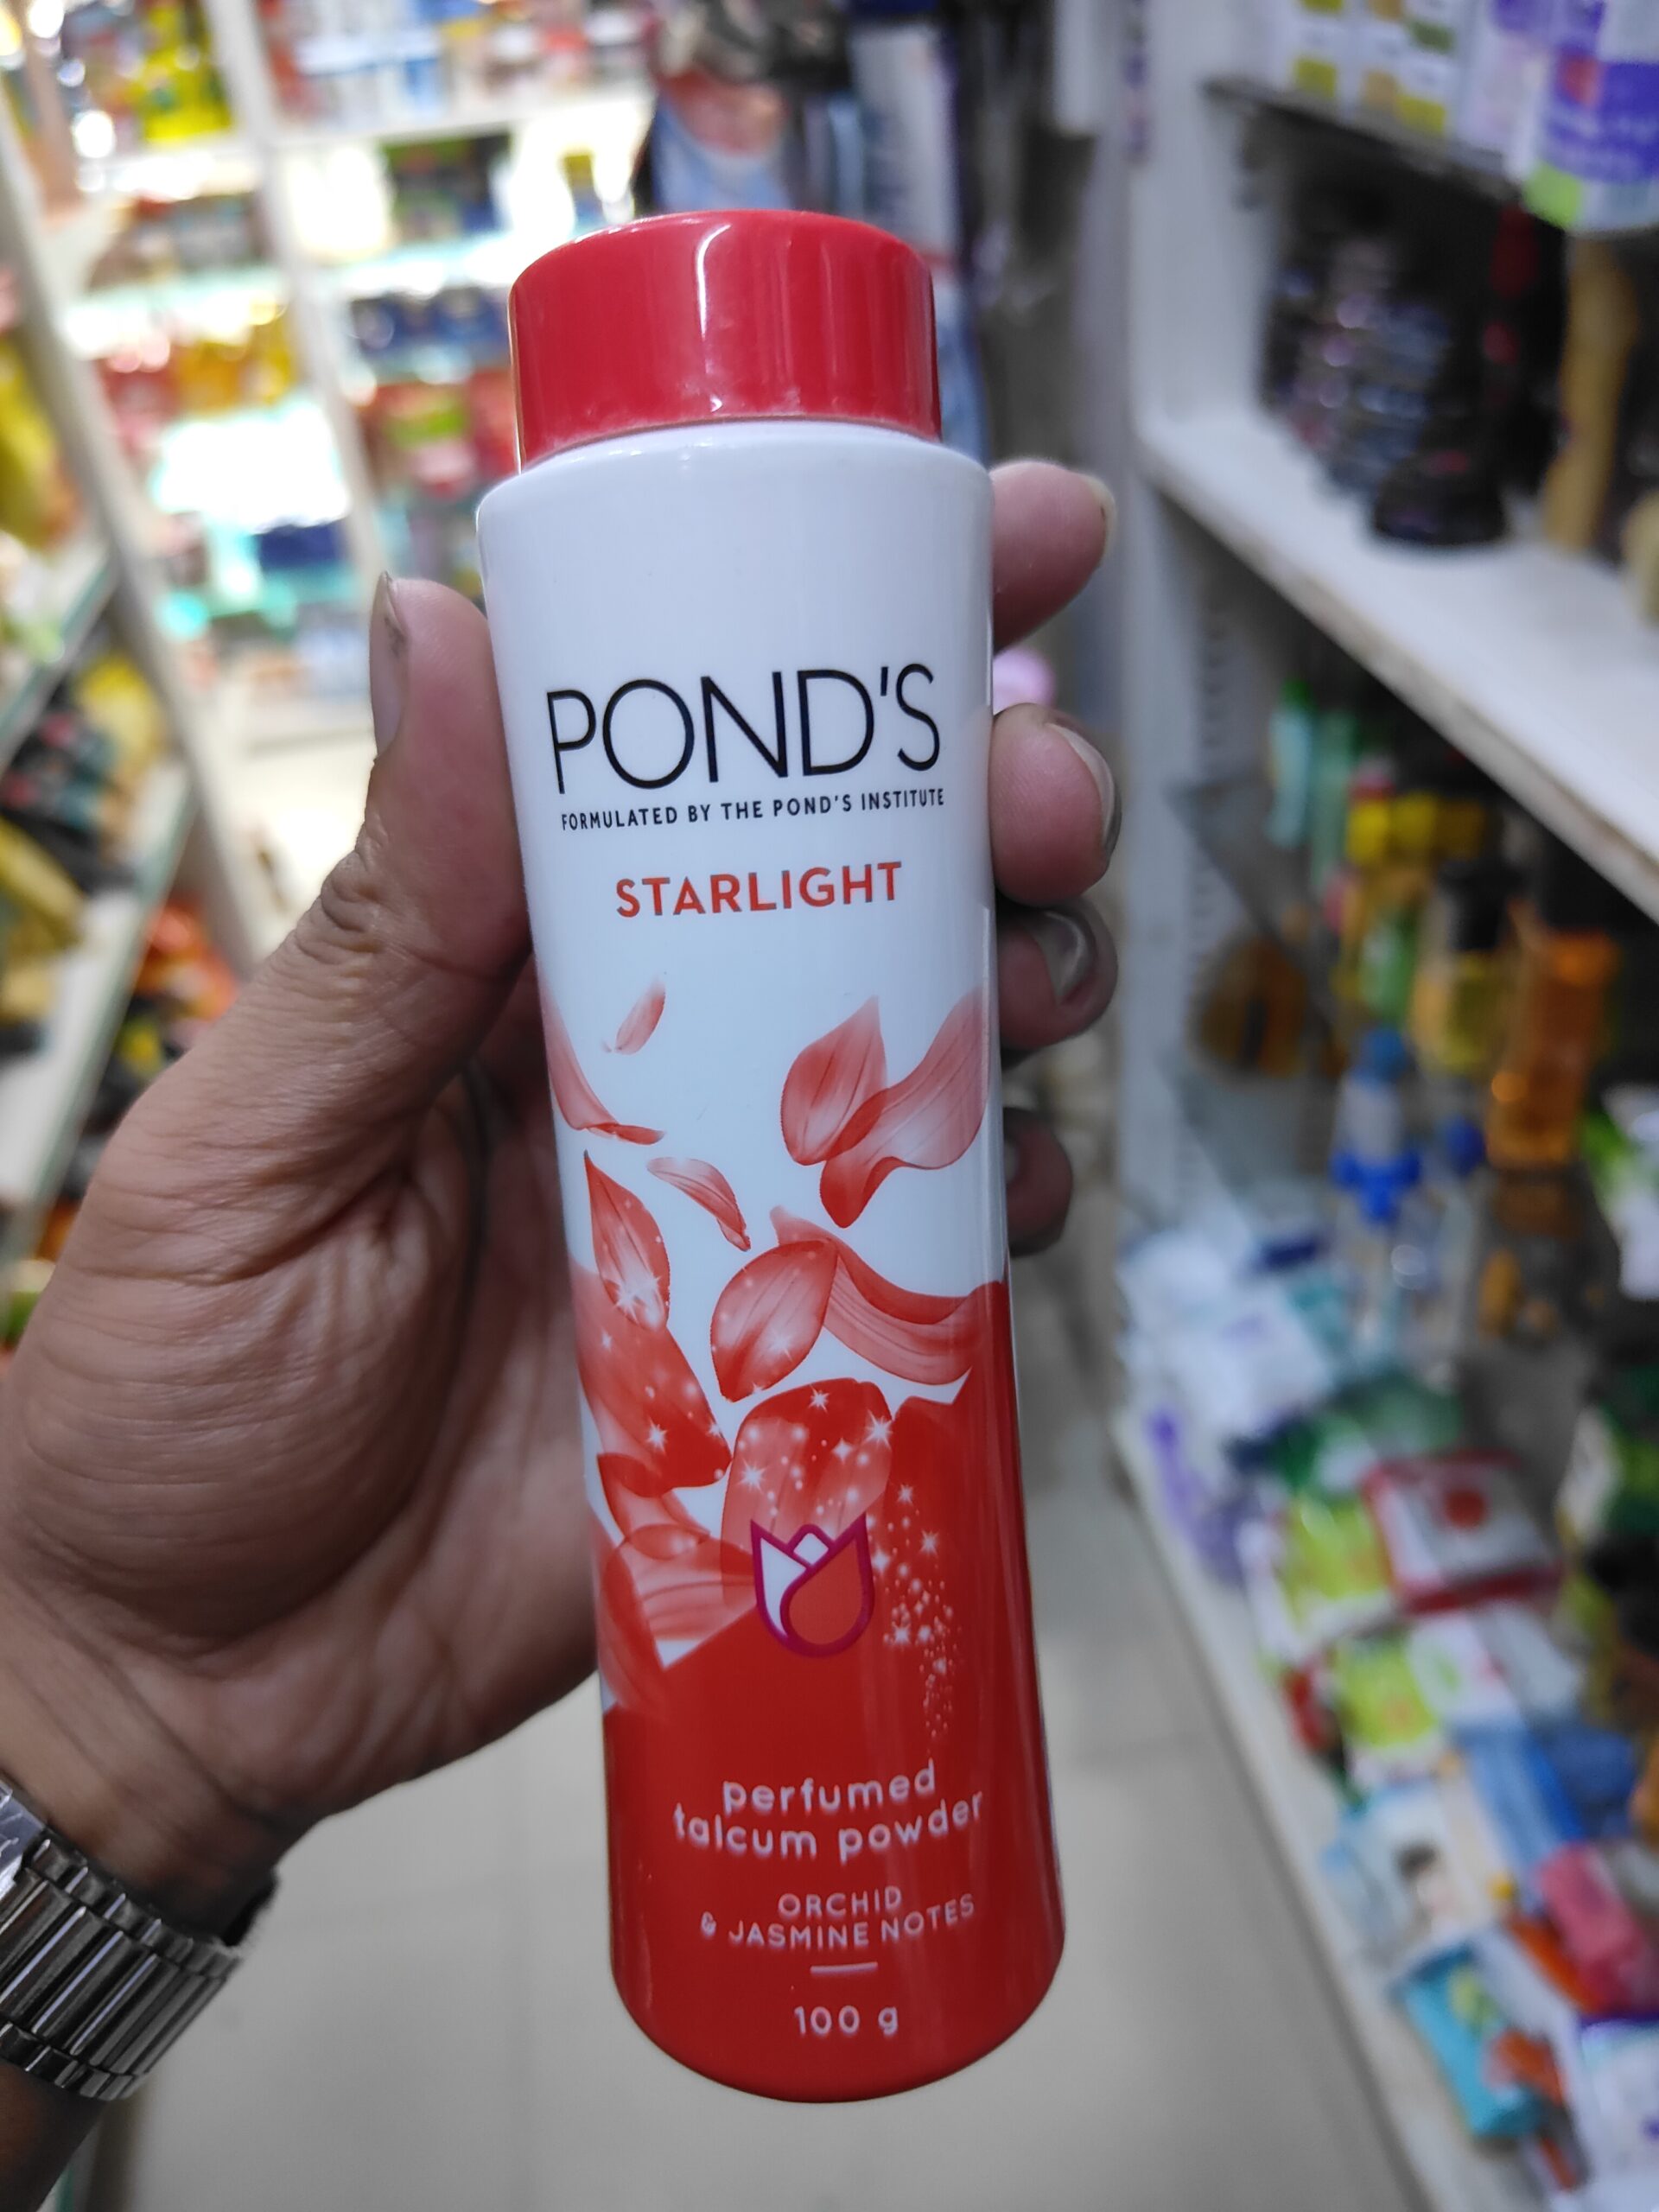 POND'S
FORMULATED BY THE POND'S INSTITUTE
STARLIGHT
perfumed
talcum powder
ORCHID
& JASMINE NOTES
100 g